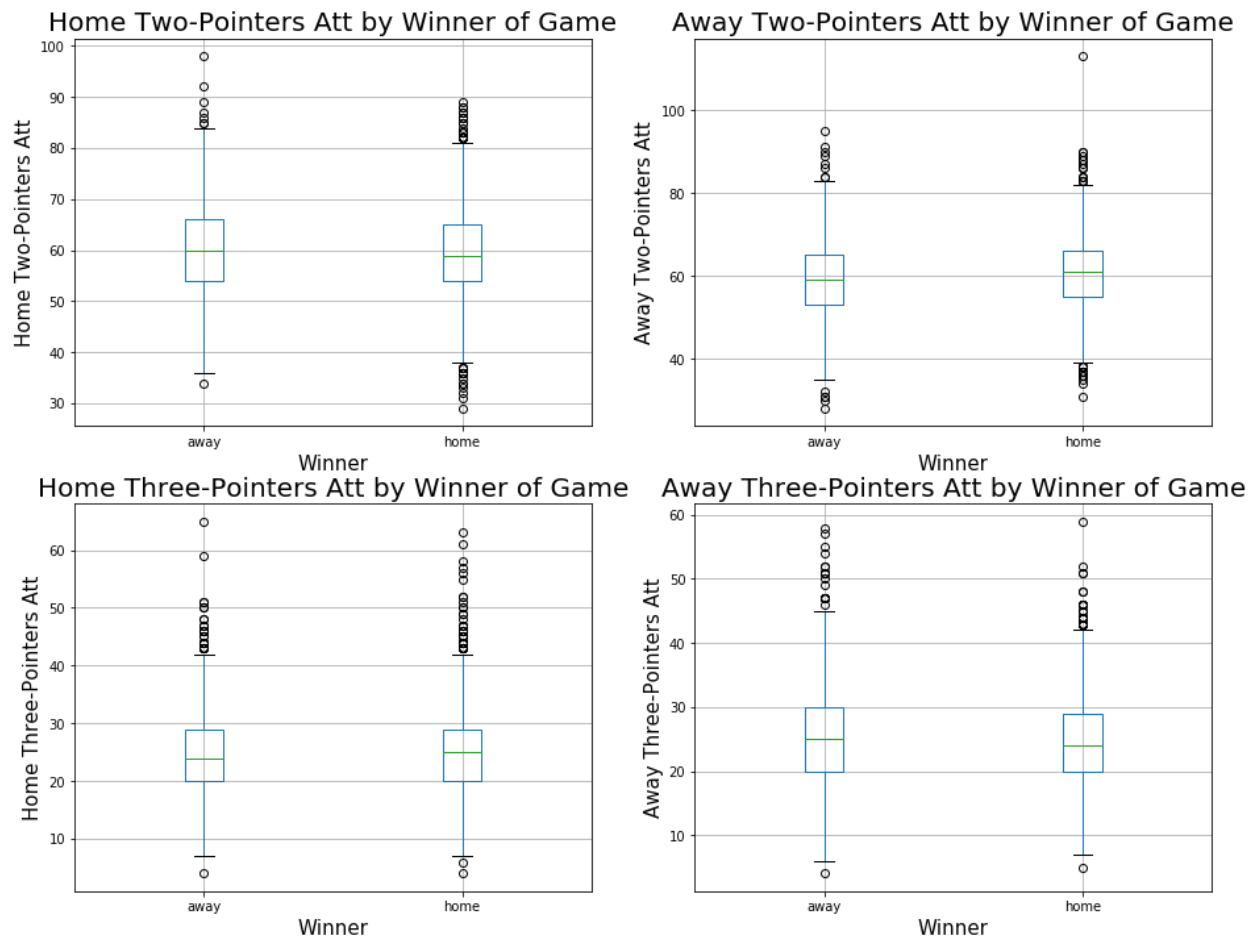 Home Two-Pointers Att by Winner of Game
Home Two-Pointers Att
100
90
80
70
60
50
40
30
away
home
Winner
Away Two-Pointers Att by Winner of Game
Away Two-Pointers Att
100
80
60
40
away
home
Winner
Home Three-Pointers Att by Winner of Game
Home Three-Pointers Att
60
50
40
30
20
10
away
home
Winner
Away Three-Pointers Att by Winner of Game
Away Three-Pointers Att
60
50
40
30
20
10
away
home
Winner